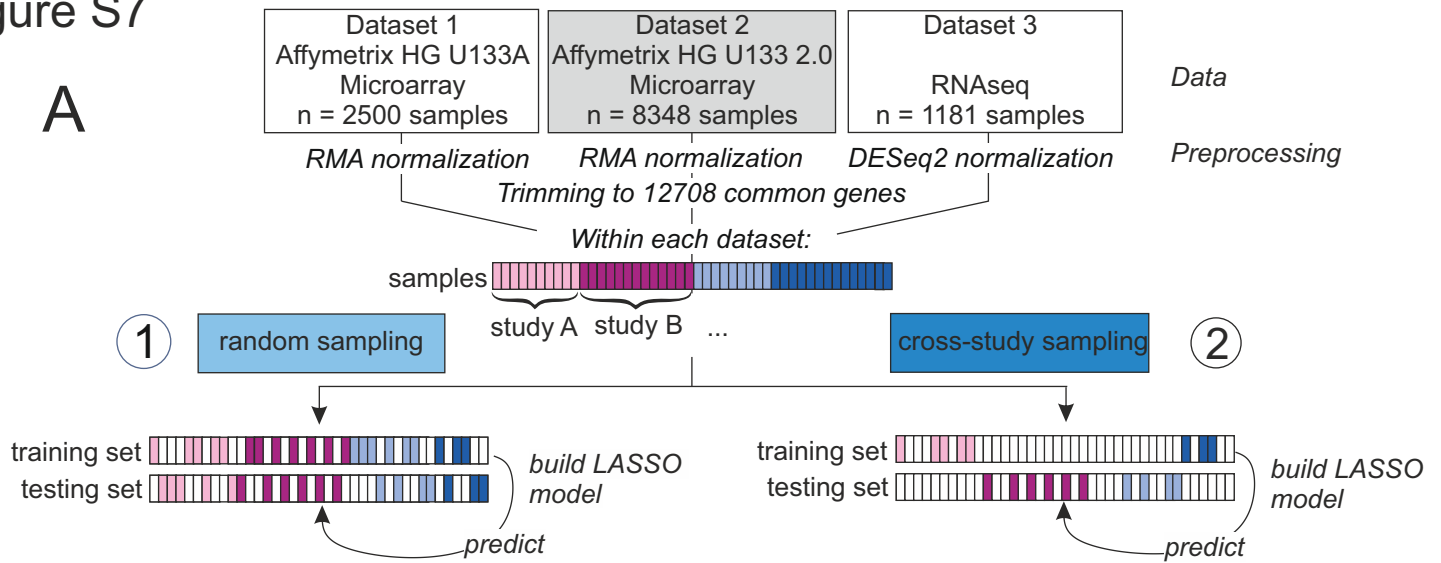 gure S7
A
Dataset 1
Affymetrix HG U133A
Microarray
n = 2500 samples
Dataset 2
Affymetrix HG U133 2.0
Microarray
n = 8348 samples
Dataset 3
RNAseq
n = 1181 samples
Data
RMA normalization
RMA normalization
DESeq2 normalization
Preprocessing
Trimming to 12708 common genes
Within each dataset:
samples
study A
study B
...
1
random sampling
cross-study sampling
2
training set
testing set
build LASSO
model
predict
training set
testing set
build LASSO
model
predict